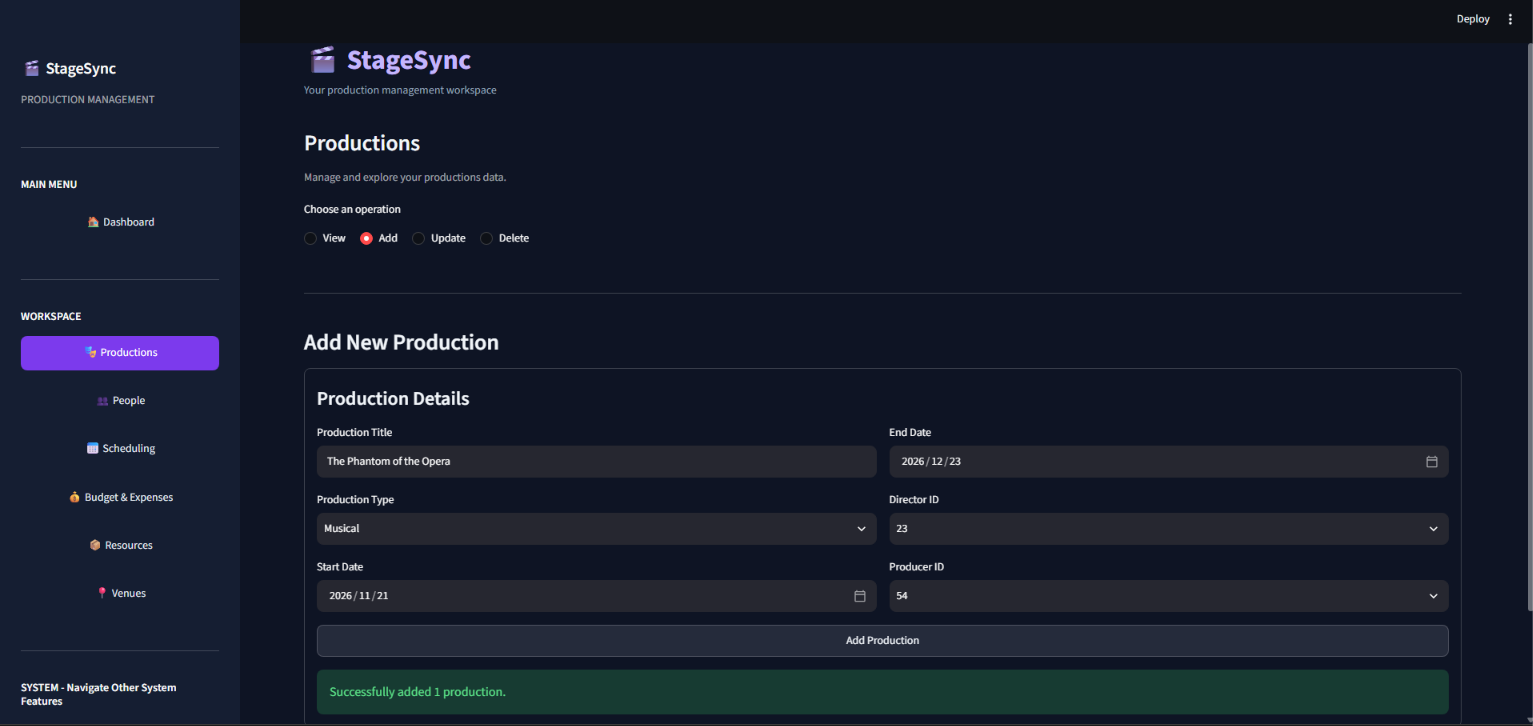 Deploy
StageSync
PRODUCTION MANAGEMENT
MAIN MENU
Dashboard
WORKSPACE
Productions
People
Scheduling
Budget & Expenses
Resources
Venues
SYSTEM - Navigate Other System
Features
StageSync
Your production management workspace
Productions
Manage and explore your productions data.
Choose an operation
View Add Update Delete
Add New Production
Production Details
Production Title End Date
The Phantom of the Opera 2026/12/23
Production Type Director ID
Musical 23
Start Date Producer ID
2026/11/21 54
Add Production
Successfully added 1 production.